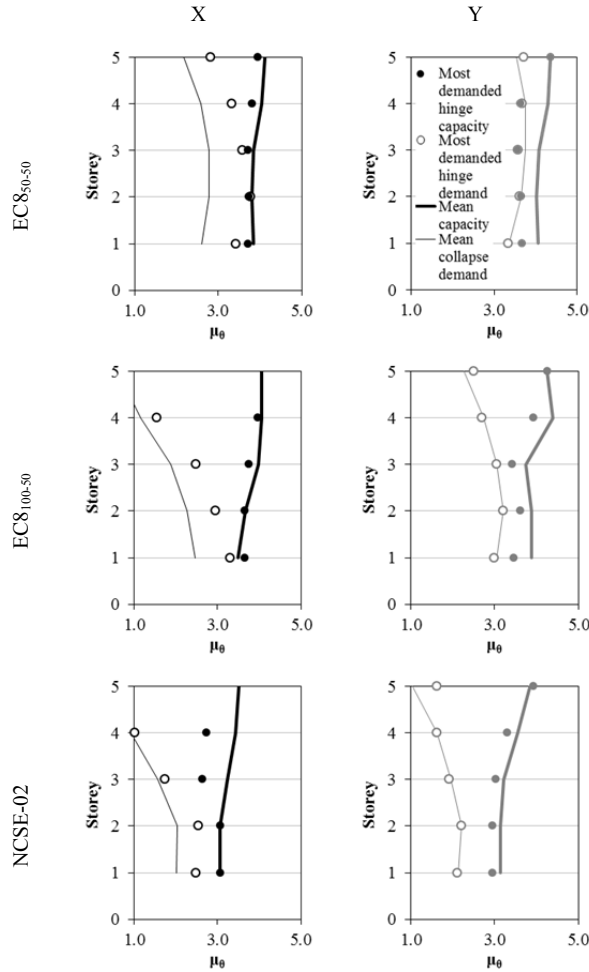 X
Y
EC8₅₀₋₅₀
Storey
5
4
3
2
1
0
1.0
3.0
5.0
μθ
Storey
5
4
3
2
1
0
Most
demanded
hinge
capacity
Most
demanded
hinge
demand
Mean
capacity
Mean
collapse
demand
1.0
3.0
5.0
μθ
EC8₁₀₀₋₅₀
Storey
5
4
3
2
1
0
1.0
3.0
5.0
μθ
Storey
5
4
3
2
1
0
1.0
3.0
5.0
μθ
NCSE-02
Storey
5
4
3
2
1
0
1.0
3.0
5.0
μθ
Storey
5
4
3
2
1
0
1.0
3.0
5.0
μθ